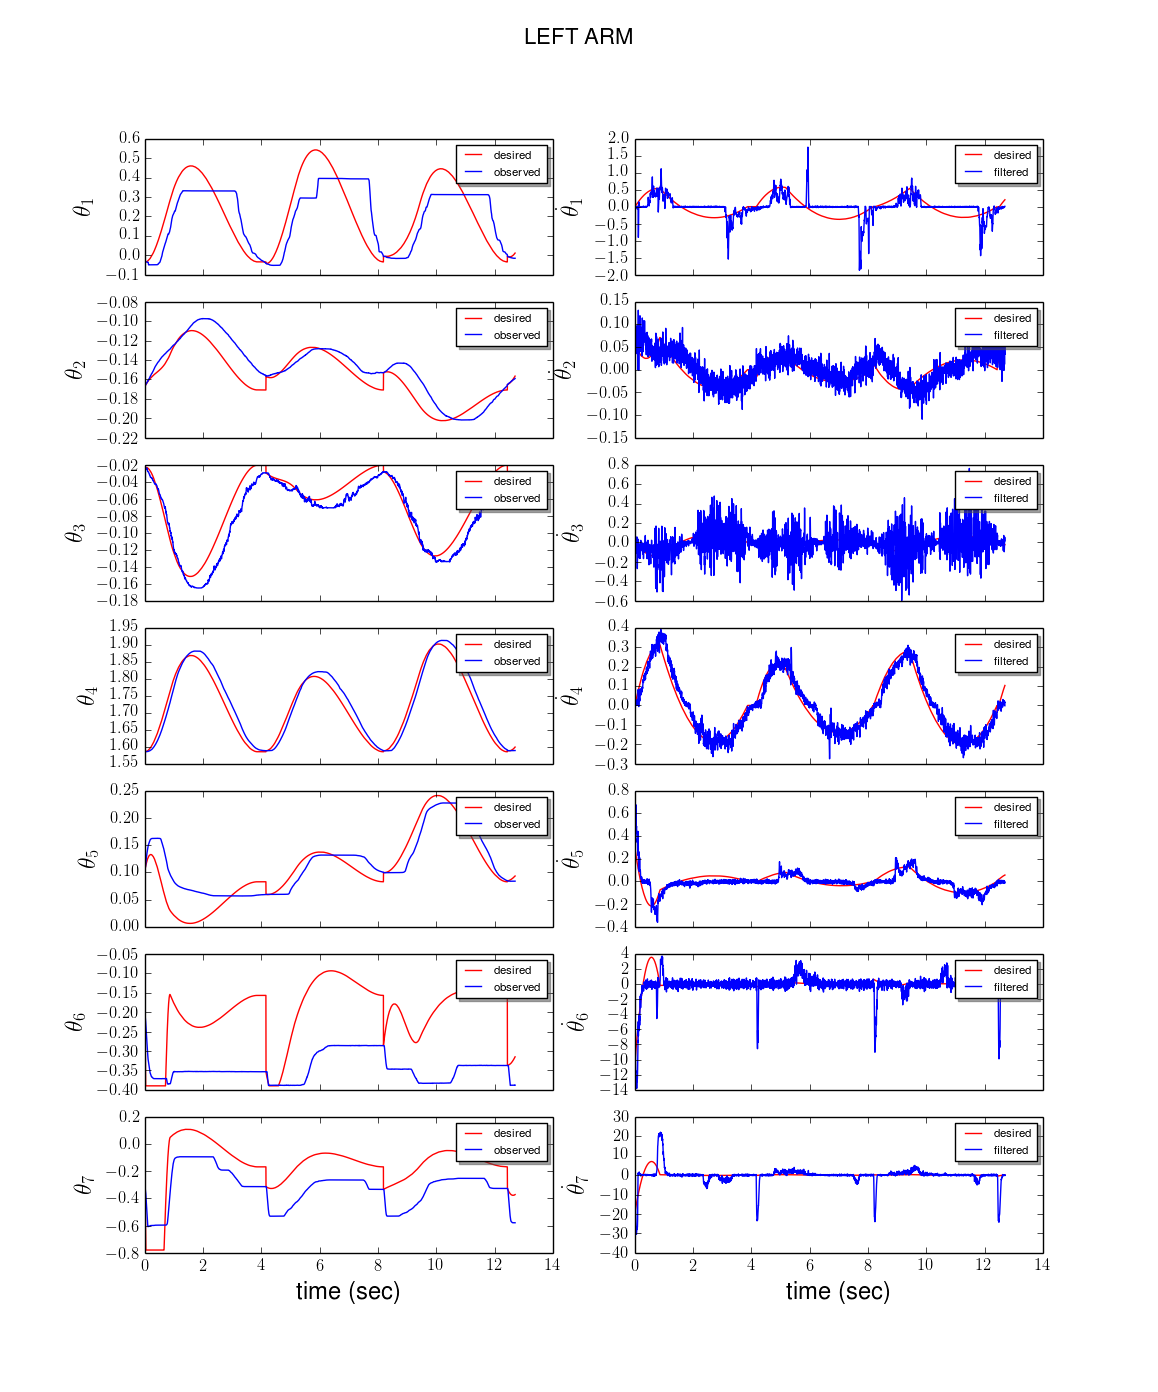 LEFT ARM
θ1
0.6
0.5
0.4
0.3
0.2
0.1
0.0
−0.1
desired
observed
θ̇1
2.0
1.5
1.0
0.5
0.0
−0.5
−1.0
−1.5
−2.0
desired
filtered
θ2
−0.08
−0.10
−0.12
−0.14
−0.16
−0.18
−0.20
−0.22
desired
observed
θ̇2
0.15
0.10
0.05
0.00
−0.05
−0.10
−0.15
desired
filtered
θ3
−0.02
−0.04
−0.06
−0.08
−0.10
−0.12
−0.14
−0.16
−0.18
desired
observed
θ̇3
0.8
0.6
0.4
0.2
0.0
−0.2
−0.4
−0.6
desired
filtered
θ4
1.95
1.90
1.85
1.80
1.75
1.70
1.65
1.60
1.55
desired
observed
θ̇4
0.4
0.3
0.2
0.1
0.0
−0.1
−0.2
−0.3
desired
filtered
θ5
0.25
0.20
0.15
0.10
0.05
0.00
desired
observed
θ̇5
0.8
0.6
0.4
0.2
0.0
−0.2
−0.4
desired
filtered
θ6
−0.05
−0.10
−0.15
−0.20
−0.25
−0.30
−0.35
−0.40
desired
observed
θ̇6
4
2
0
−2
−4
−6
−8
−10
−12
−14
desired
filtered
θ7
0.2
0.0
−0.2
−0.4
−0.6
−0.8
desired
observed
0 2 4 6 8 10 12 14
time (sec)
θ̇7
30
20
10
0
−10
−20
−30
−40
desired
filtered
0 2 4 6 8 10 12 14
time (sec)